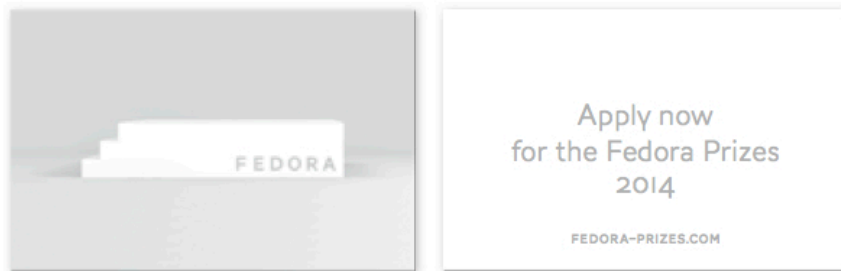 FEDORA
Apply now
for the Fedora Prizes
2014
FEDORA-PRIZES.COM